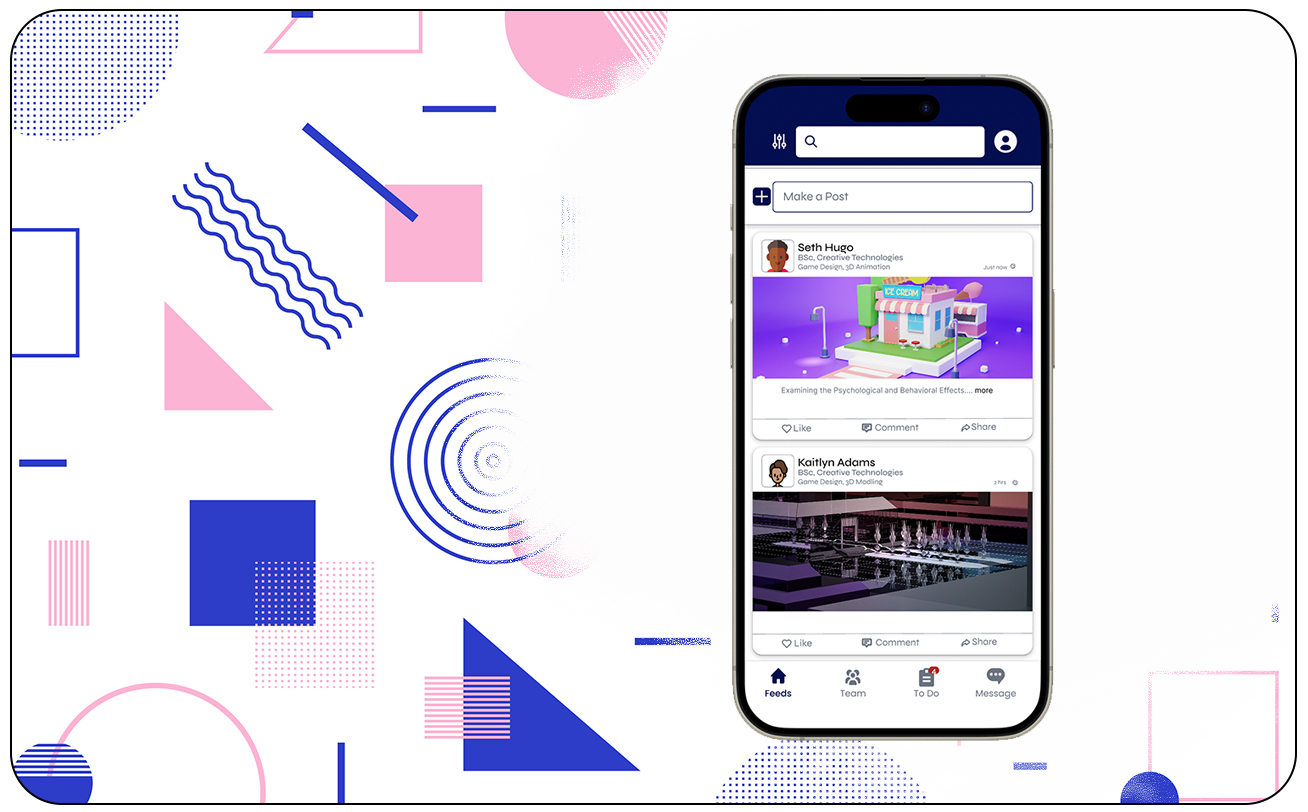 Make a Post
Seth Hugo
BSc, Creative Technologies
Game Design, 3D Animation
Just now
ICE CREAM
Examining the Psychological and Behavioral Effects.... more
Like
Comment
Share
Kaitlyn Adams
BSc, Creative Technologies
Game Design, 3D Modling
2 hrs
Like
Comment
Share
Feeds
Team
To Do
Message